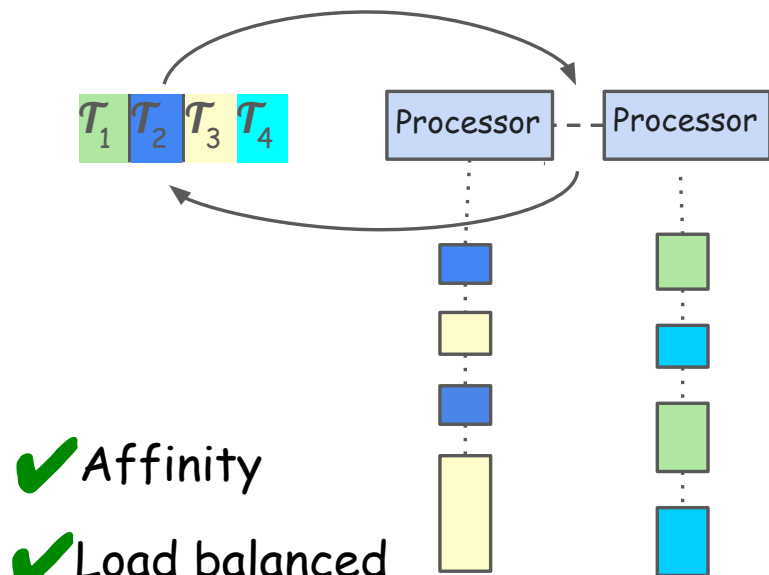 𝒯₁ 𝒯₂ 𝒯₃ 𝒯₄
Processor
Processor
✔Affinity
✔Load balanced